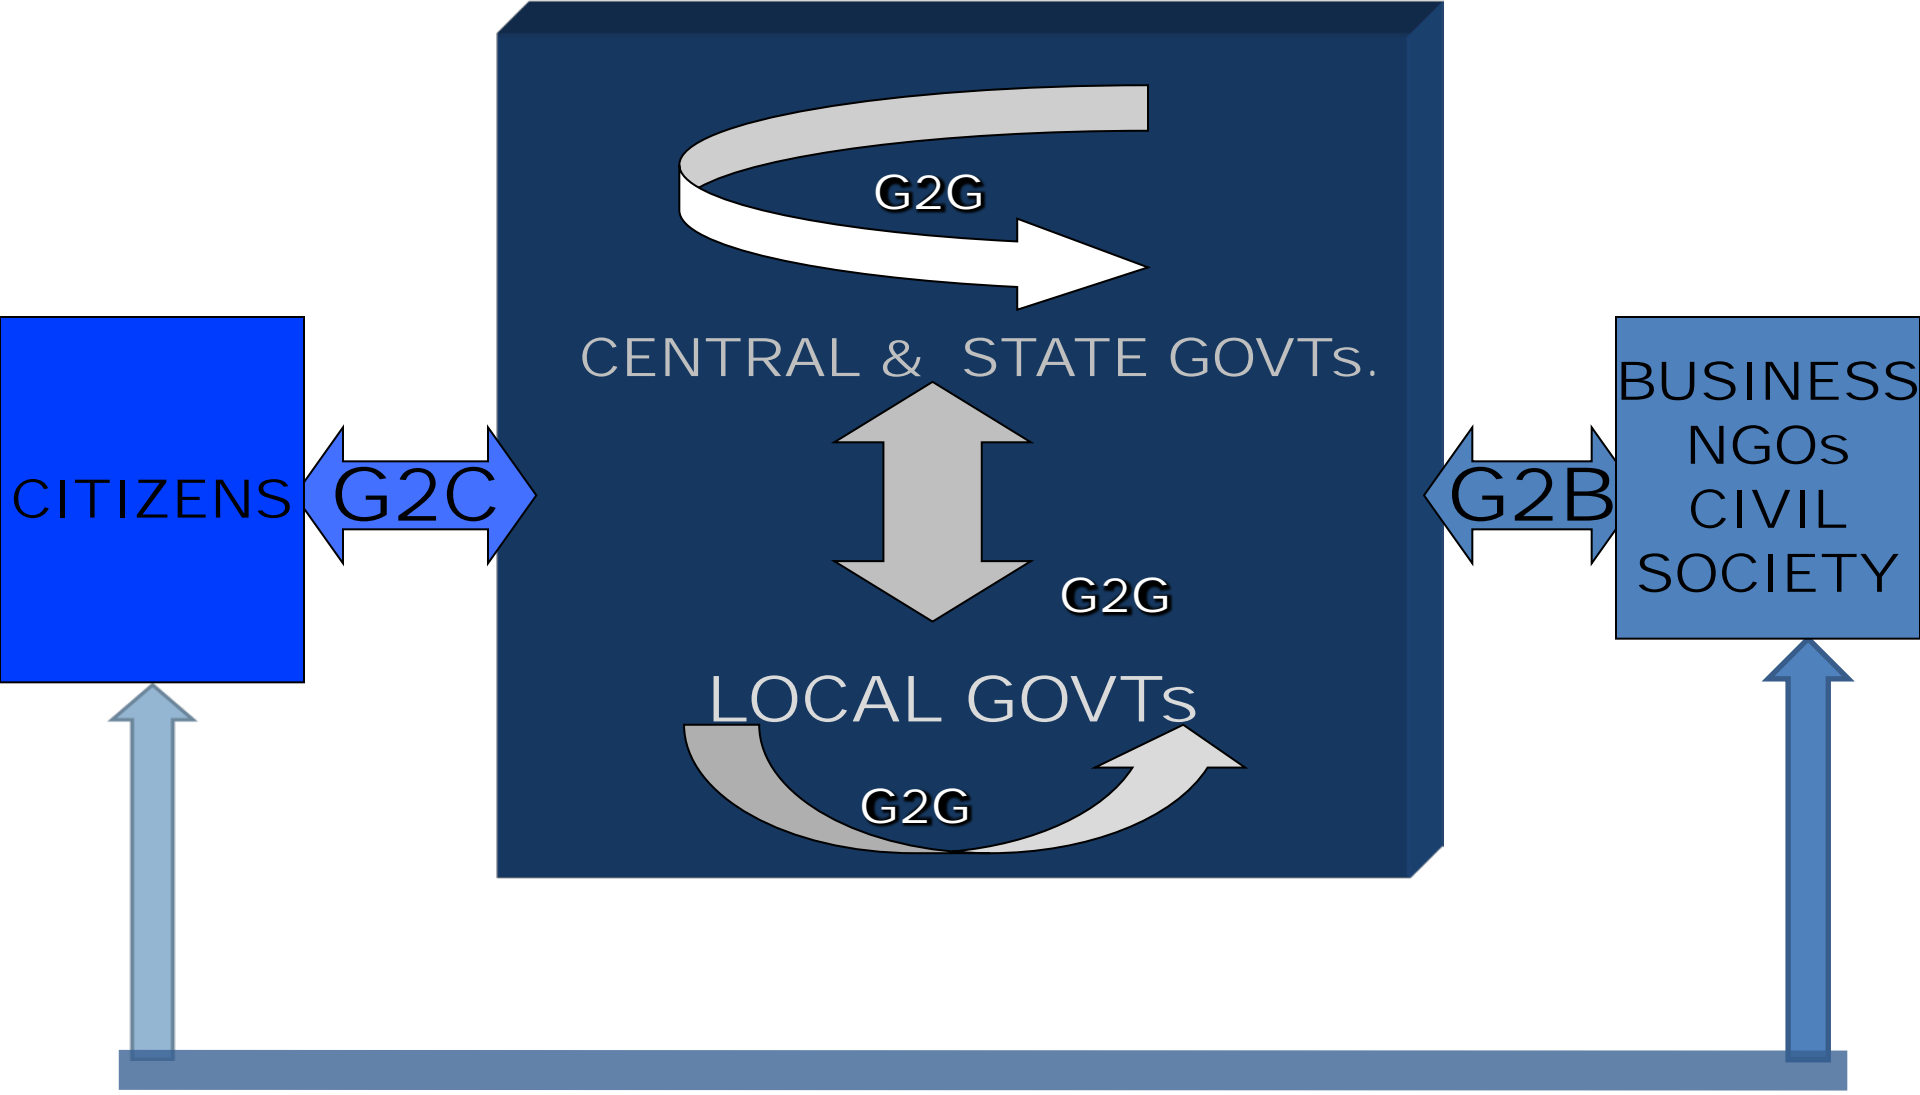 G2G
CENTRAL & STATE GOVTs.
CITIZENS
G2C
G2B
BUSINESS
NGOs
CIVIL
SOCIETY
G2G
LOCAL GOVTs
G2G